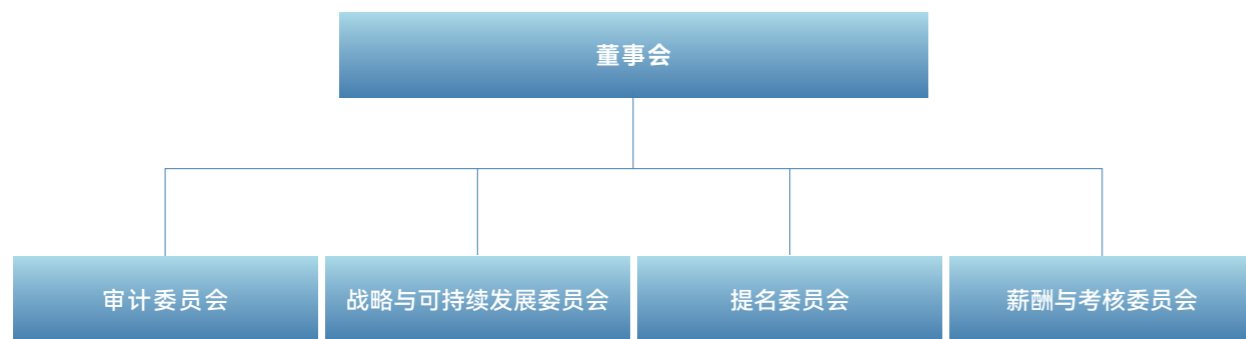 董事会
审计委员会
战略与可持续发展委员会
提名委员会
薪酬与考核委员会